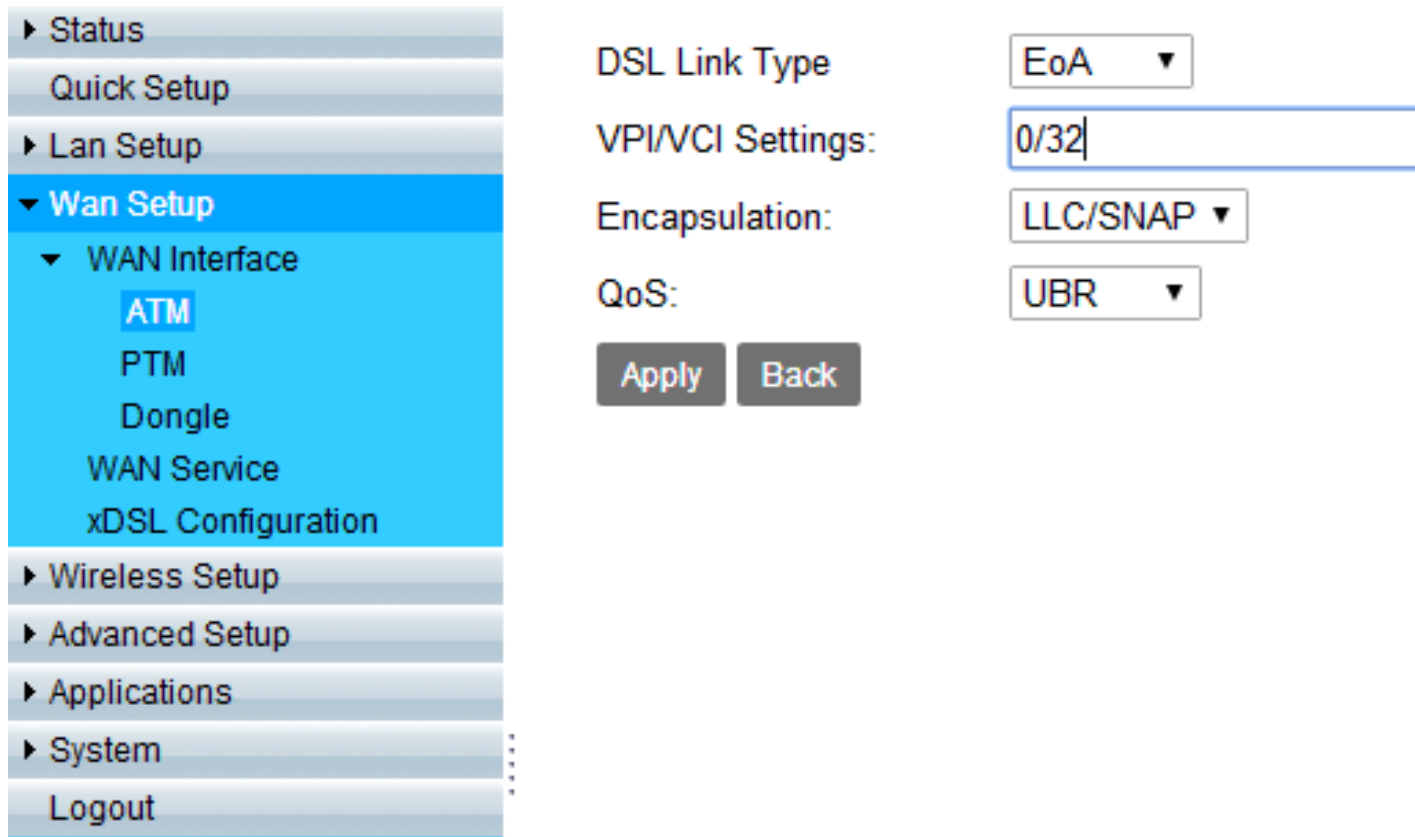 Status
Quick Setup
Lan Setup
Wan Setup
WAN Interface
ATM
PTM
Dongle
WAN Service
xDSL Configuration
Wireless Setup
Advanced Setup
Applications
System
Logout
DSL Link Type EoA
VPI/VCI Settings: 0/32
Encapsulation: LLC/SNAP
QoS: UBR
Apply Back